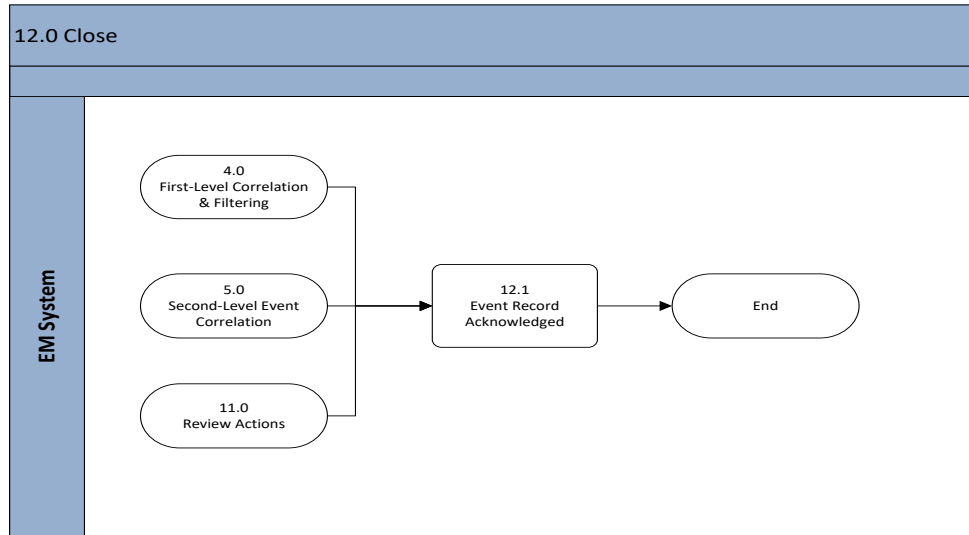 12.0 Close
EM System
4.0
First-Level Correlation
& Filtering
5.0
Second-Level Event
Correlation
11.0
Review Actions
12.1
Event Record
Acknowledged
End